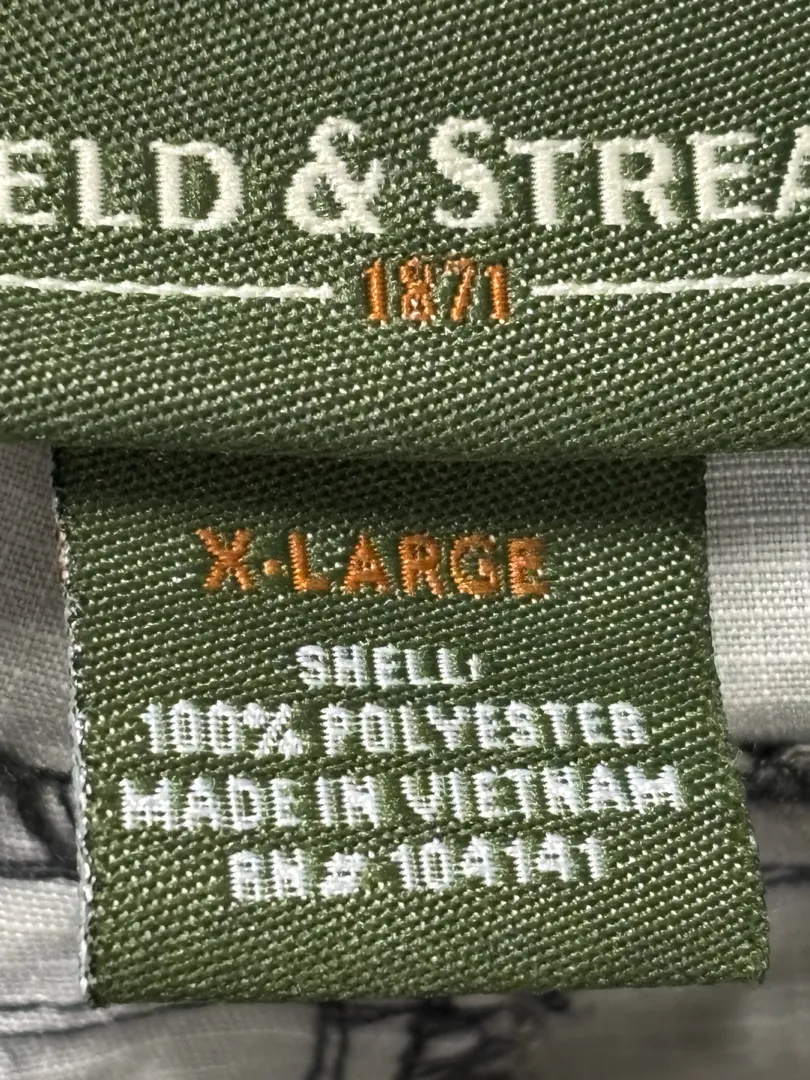 ELD & STREA
1871
X-LARGE
SHELL:
100% POLYESTER
MADE IN VIETNAM
RN# 104141